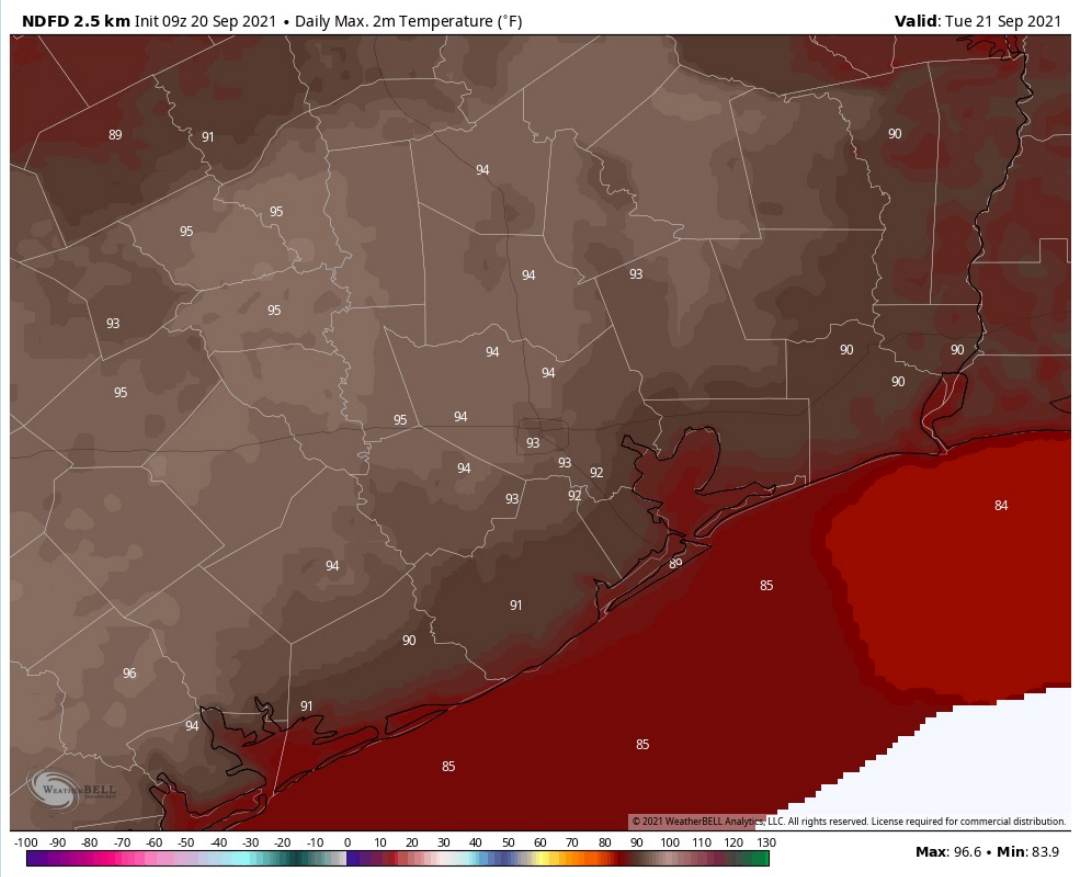 NDFD 2.5 km Init 09z 20 Sep 2021 • Daily Max. 2m Temperature (°F) Valid: Tue 21 Sep 2021
89 91 90
94
95 95
94 93
95
93
94 90 90
94
95 90
95 94
93
94 93 92
93 92
84
94 89
85
91
90
96
91
94
85
85
WEATHERBELL
© 2021 WeatherBELL Analytics, LLC. All rights reserved. License required for commercial distribution.
-100 -90 -80 -70 -60 -50 -40 -30 -20 -10 0 10 20 30 40 50 60 70 80 90 100 110 120 130
Max: 96.6 • Min: 83.9